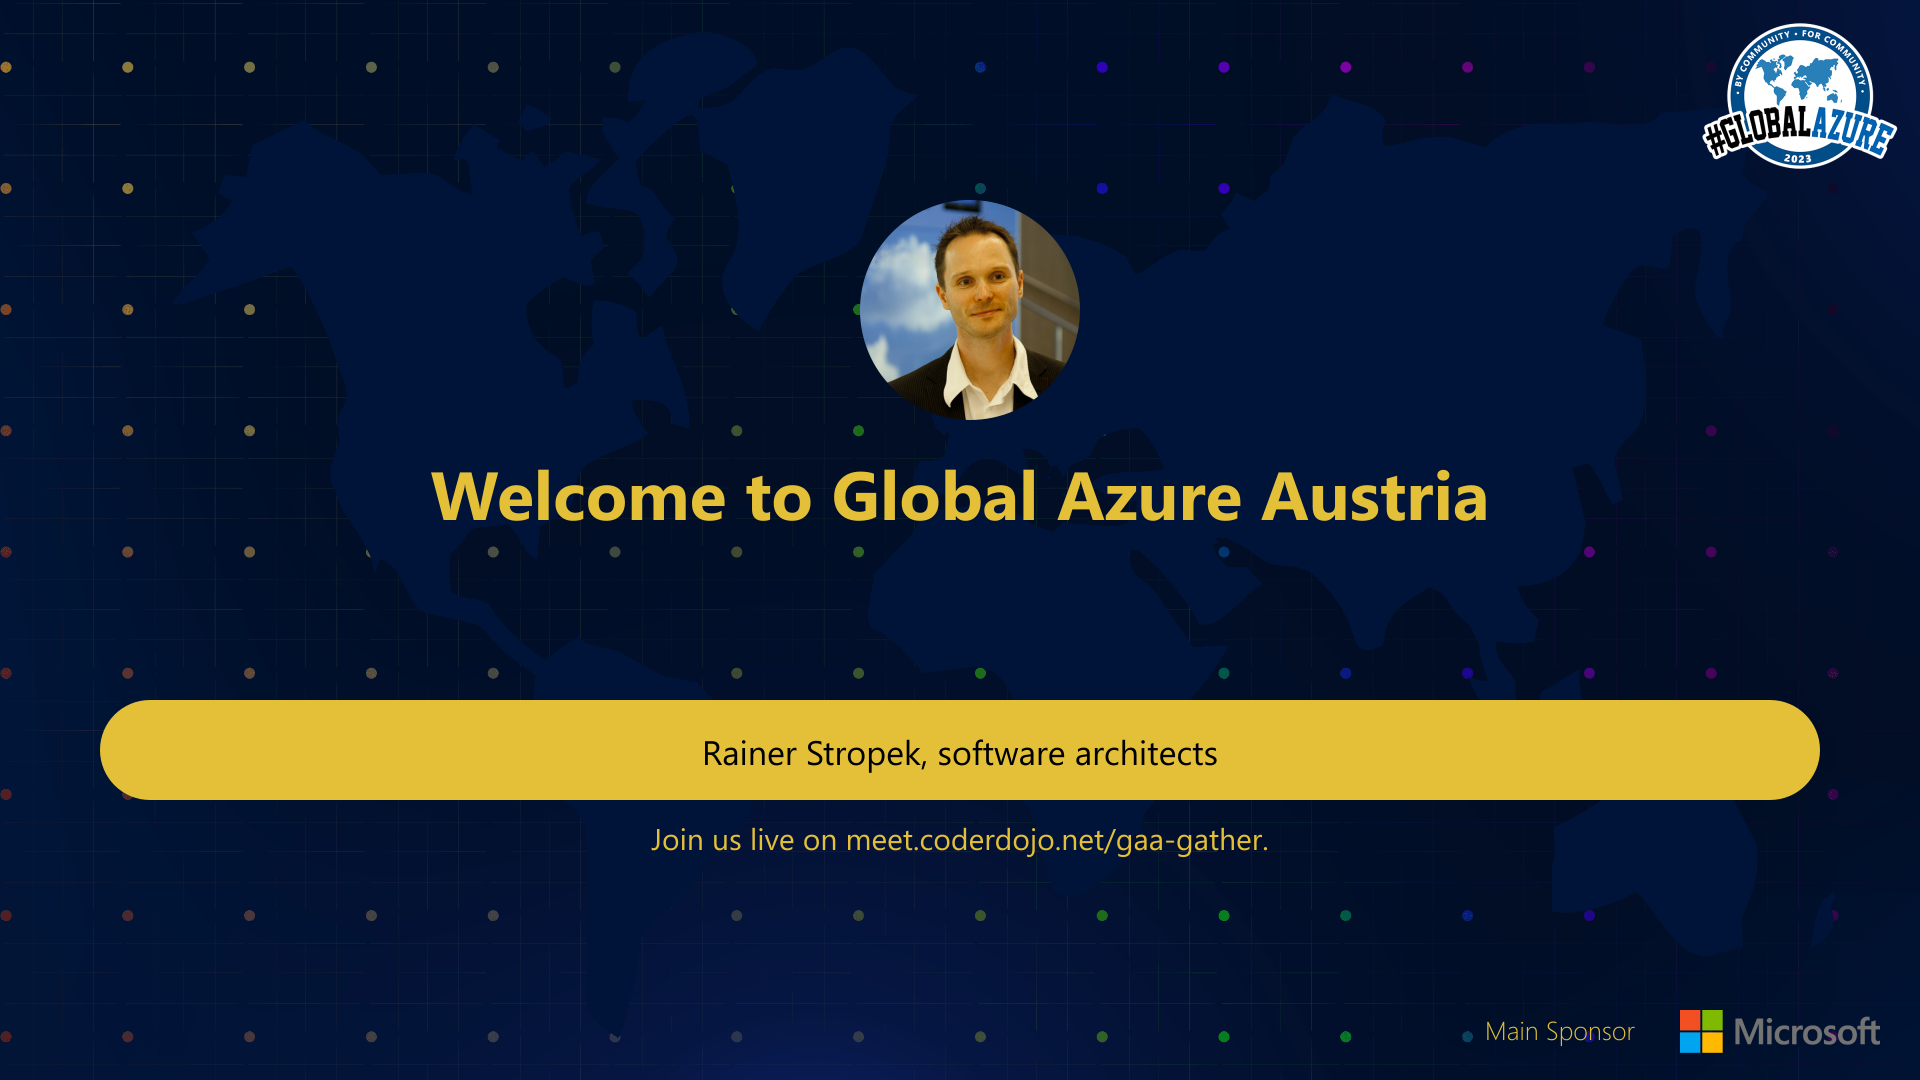 • BY COMMUNITY • FOR COMMUNITY •
#GLOBALAZURE
2023
Welcome to Global Azure Austria
Rainer Stropek, software architects
Join us live on meet.coderdojo.net/gaa-gather.
Main Sponsor
Microsoft